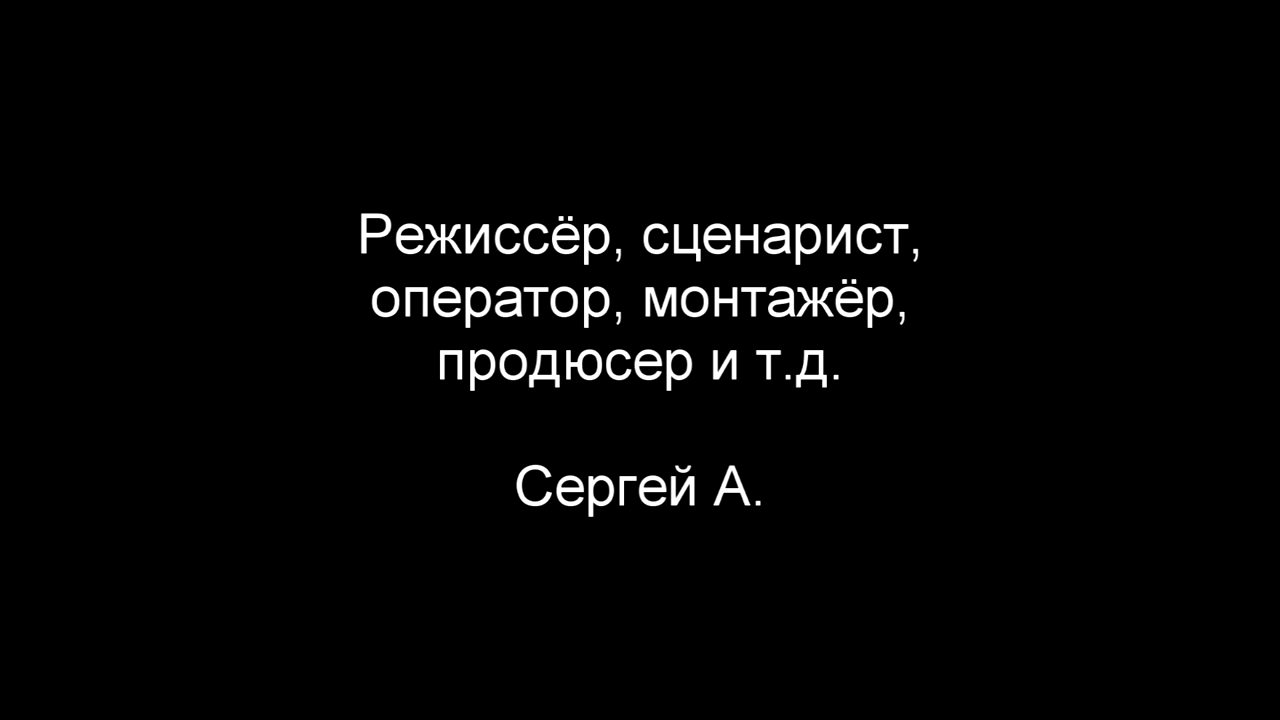 Режиссёр, сценарист,
оператор, монтажёр,
продюсер и т.д.
Сергей А.